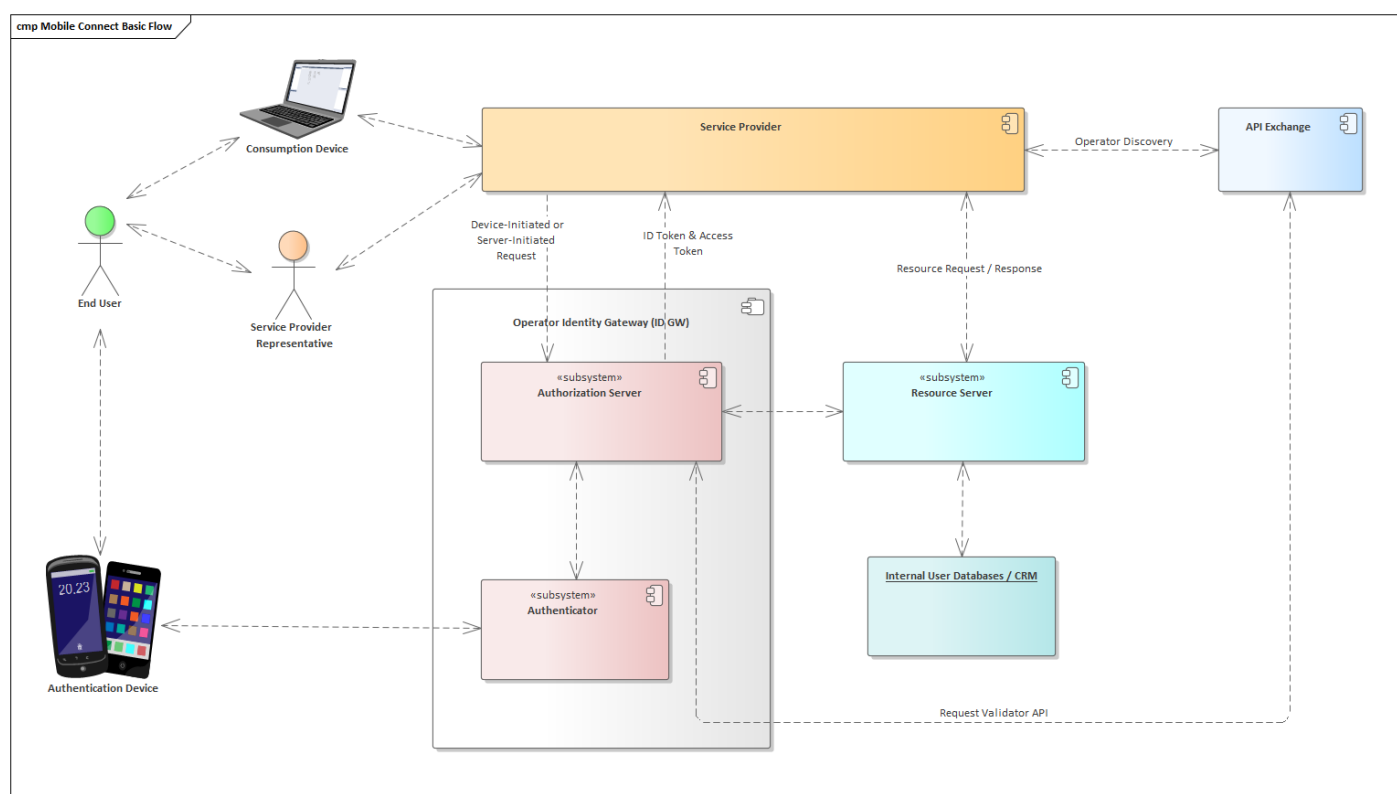 cmp Mobile Connect Basic Flow
Consumption Device
Service Provider
API Exchange
Operator Discovery
Device-Initiated or
Server-Initiated
Request
ID Token & Access
Token
Resource Request / Response
End User
Service Provider
Representative
Operator Identity Gateway (ID GW)
«subsystem»
Authorization Server
«subsystem»
Resource Server
«subsystem»
Authenticator
Internal User Databases / CRM
20.23
Authentication Device
Request Validator API